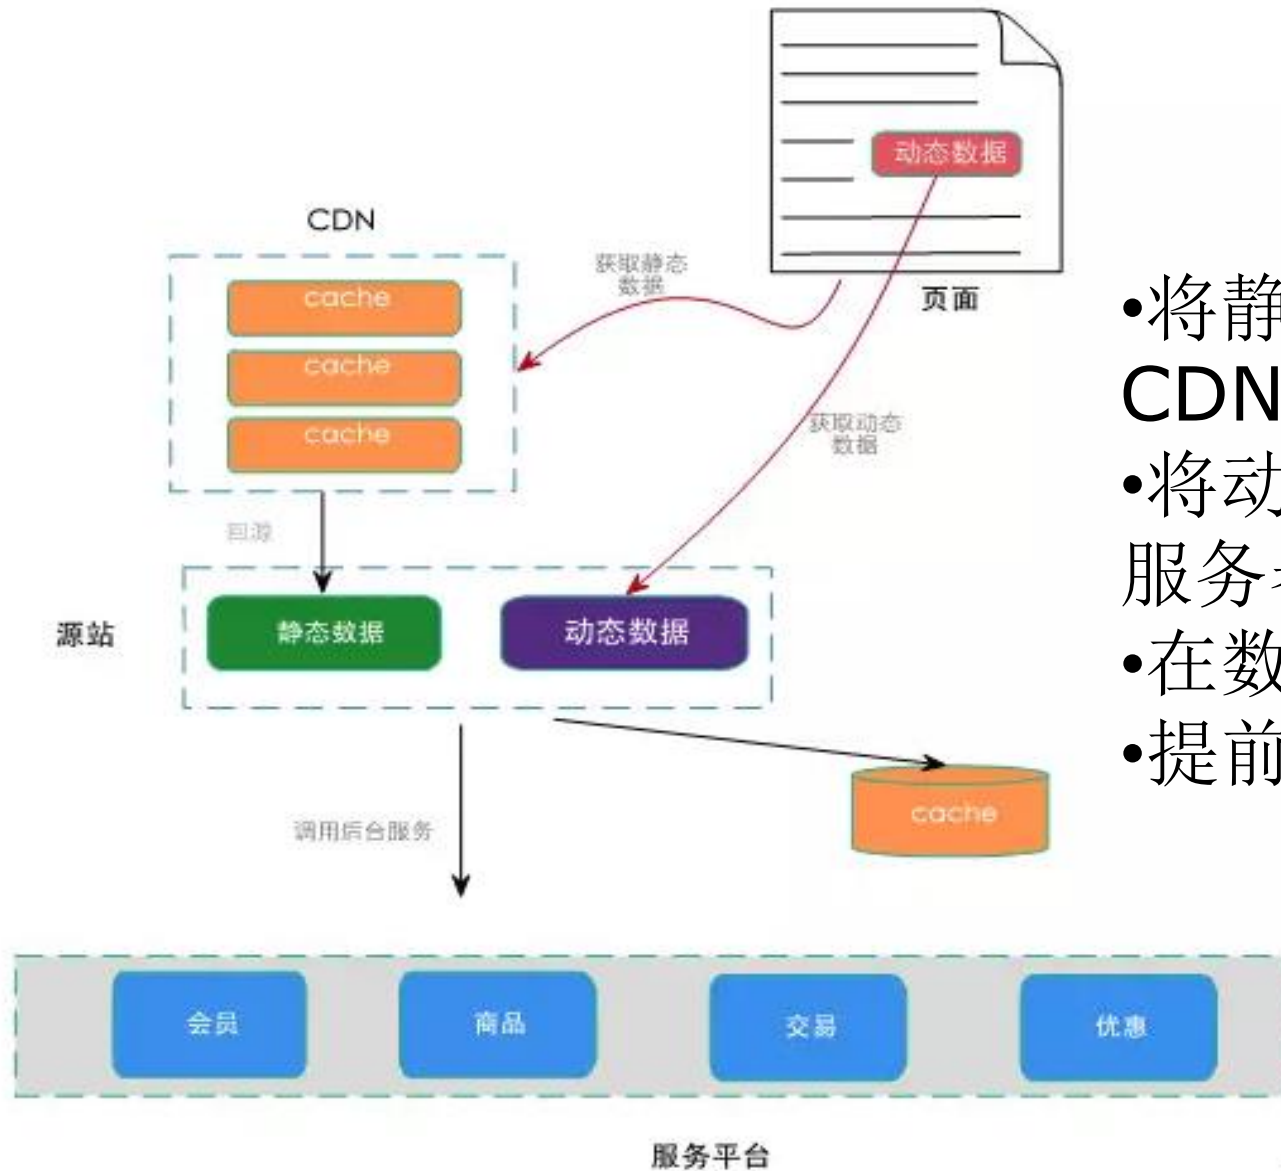 动态数据
页面
CDN
cache
cache
cache
获取静态
数据
获取动态
数据
回源
源站
静态数据
动态数据
调用后台服务
cache
会员
商品
交易
优惠
服务平台
•将静
CDN
•将动
服务
•在数
•提前